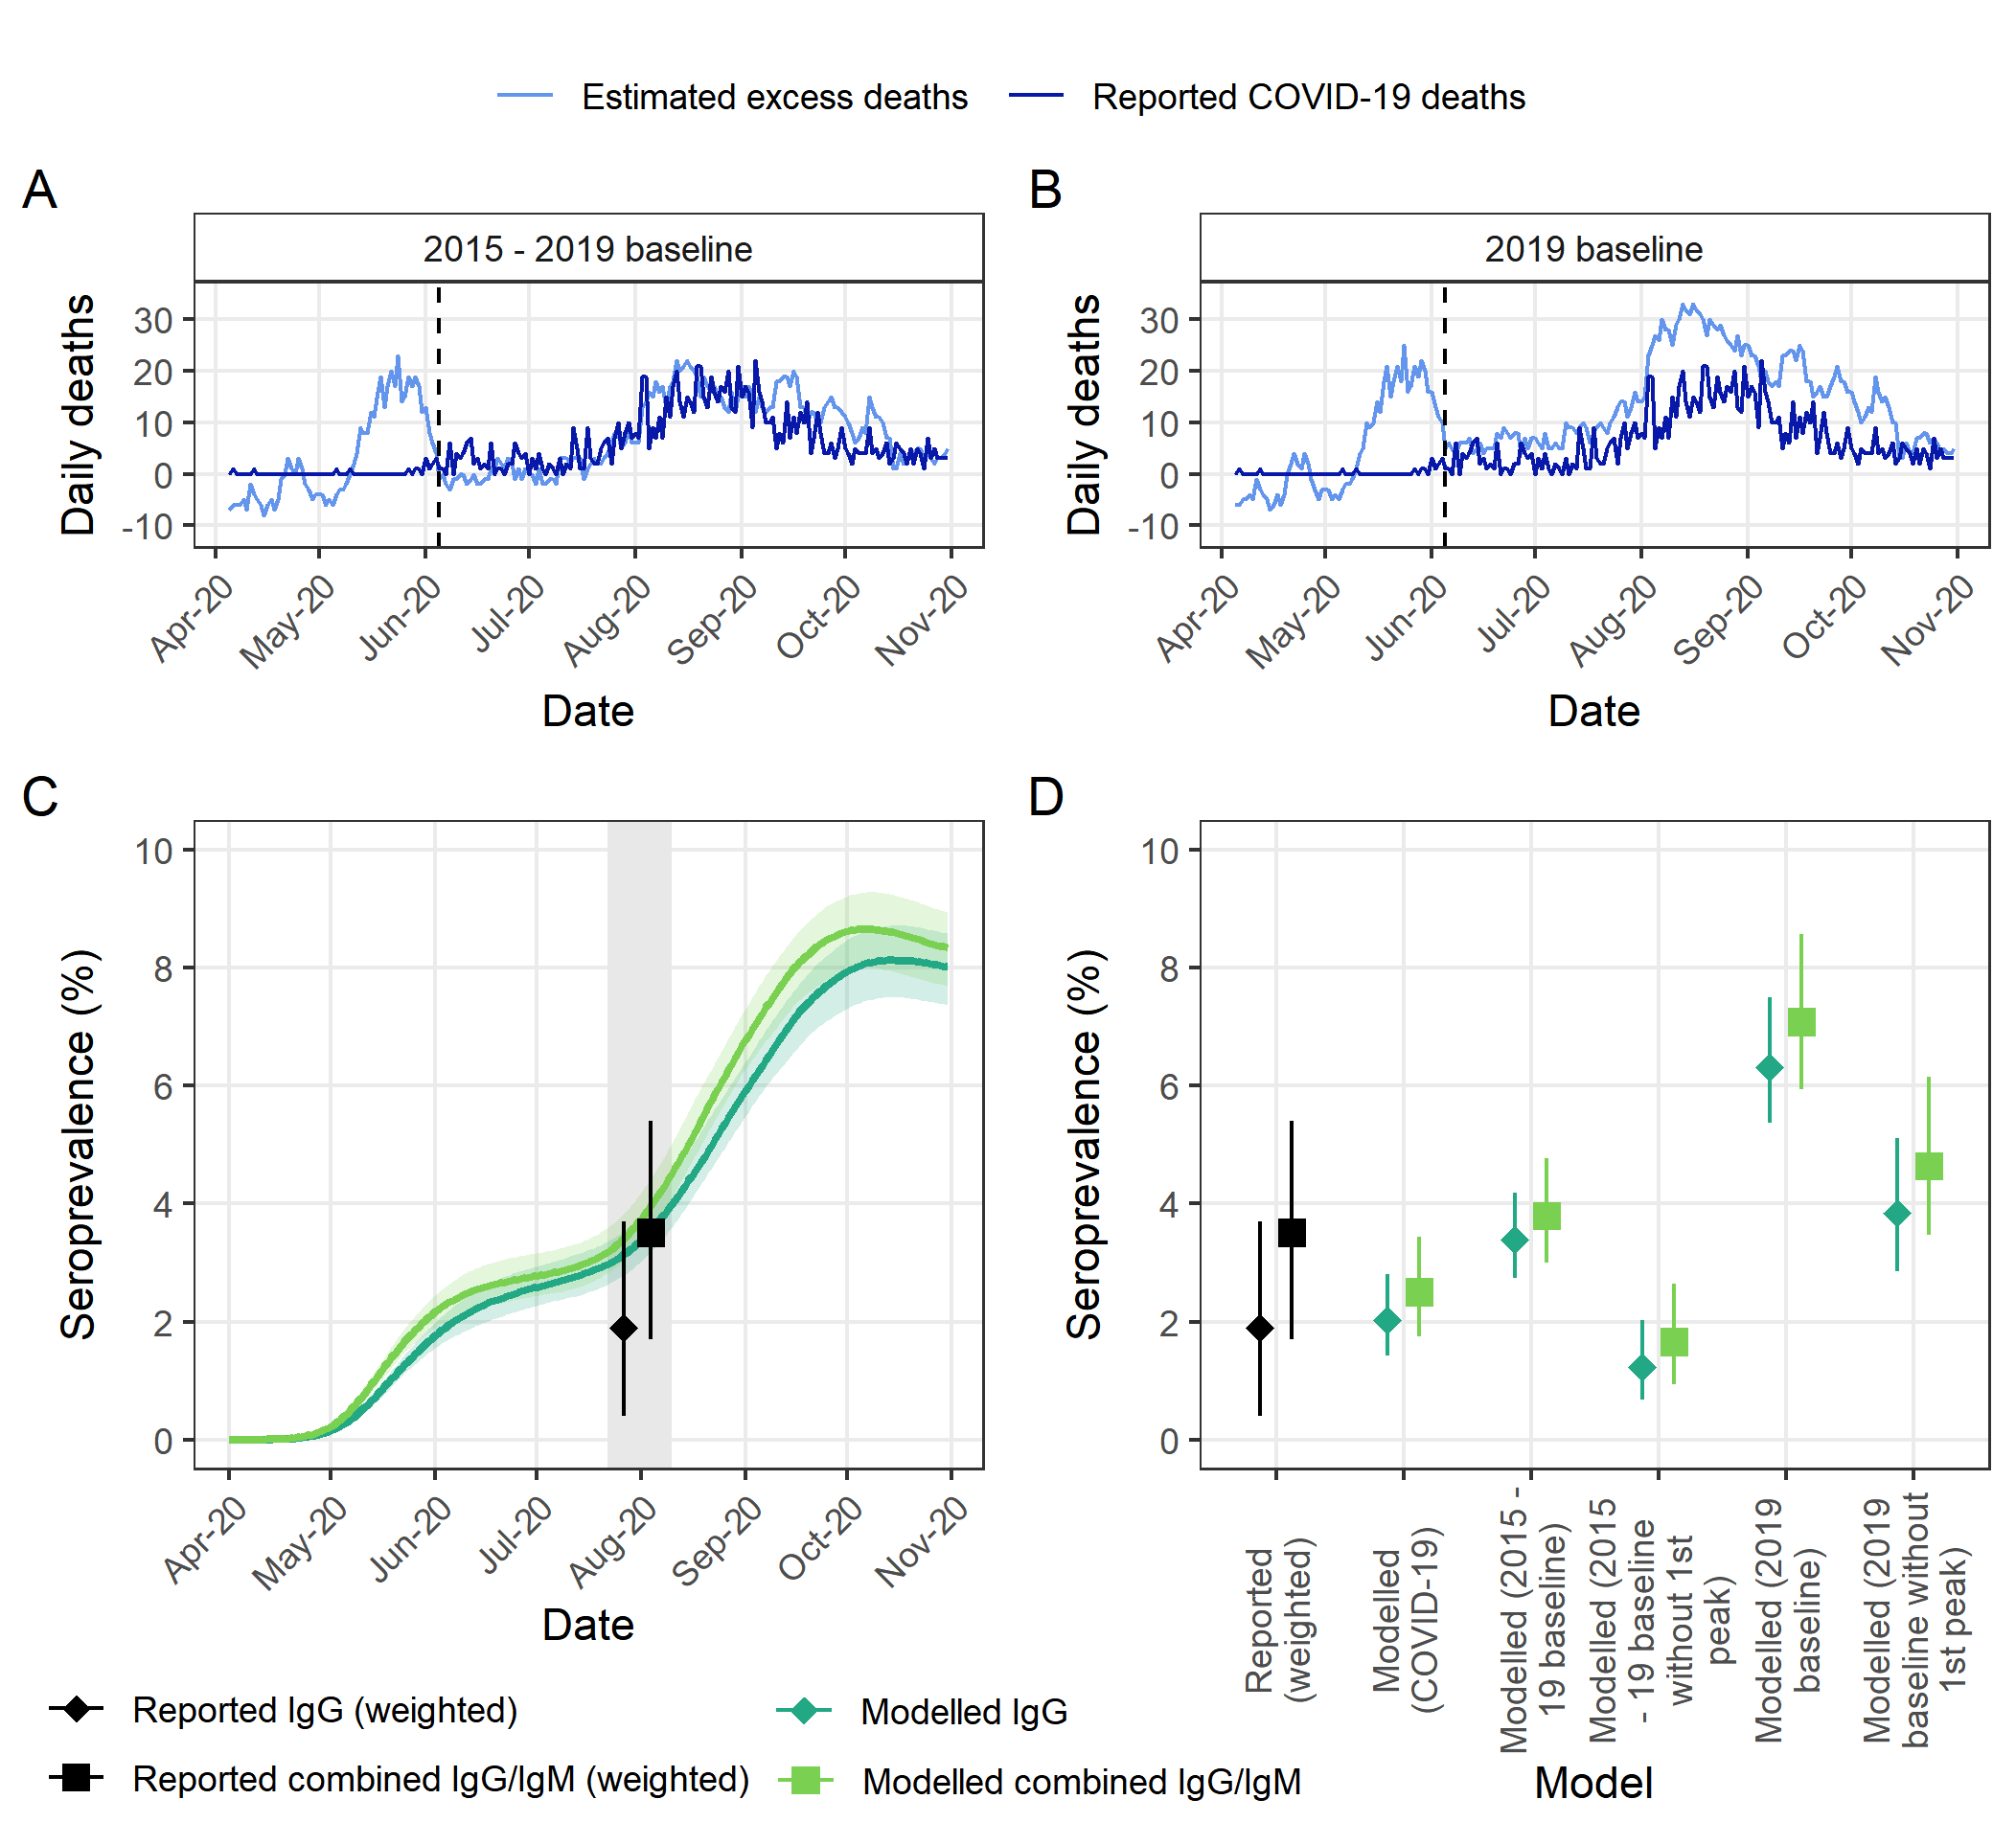 Estimated excess deaths
Reported COVID-19 deaths
A
2015 - 2019 baseline
Daily deaths
30
20
10
0
-10
Apr-20
May-20
Jun-20
Jul-20
Aug-20
Sep-20
Oct-20
Nov-20
Date
B
2019 baseline
Daily deaths
30
20
10
0
-10
Apr-20
May-20
Jun-20
Jul-20
Aug-20
Sep-20
Oct-20
Nov-20
Date
C
Seroprevalence (%)
10
8
6
4
2
0
Apr-20
May-20
Jun-20
Jul-20
Aug-20
Sep-20
Oct-20
Nov-20
Date
D
Seroprevalence (%)
10
8
6
4
2
0
Reported
(weighted)
Modelled
(COVID-19)
Modelled (2015 -
19 baseline)
Modelled (2015
- 19 baseline
without 1st
peak)
Modelled (2019
baseline)
Modelled (2019
baseline without
1st peak)
Model
Reported IgG (weighted)
Modelled IgG
Reported combined IgG/IgM (weighted)
Modelled combined IgG/IgM